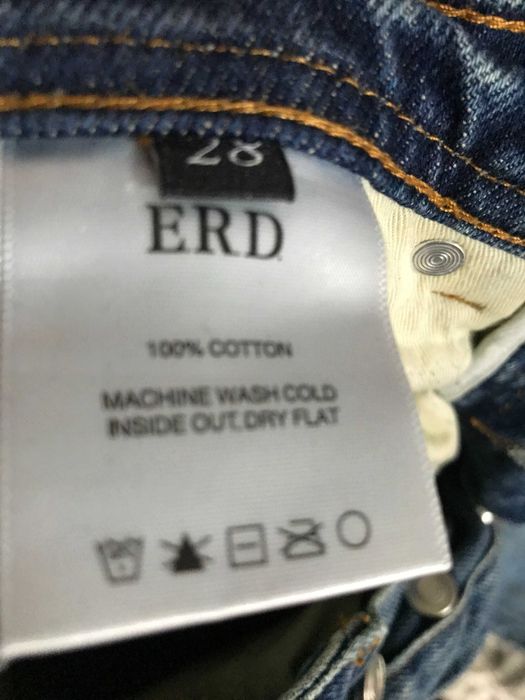 28
ERD
100% COTTON
MACHINE WASH COLD
INSIDE OUT. DRY FLAT